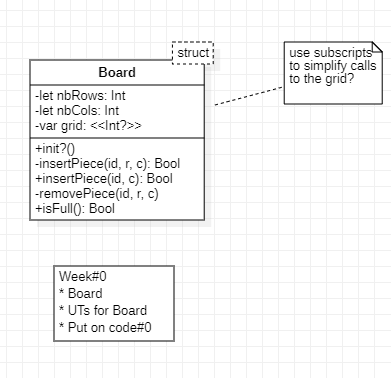 struct
Board
-let nbRows: Int
-let nbCols: Int
-var grid: <<Int?>>
+init?()
-insertPiece(id, r, c): Bool
+insertPiece(id, c): Bool
-removePiece(id, r, c)
+isFull(): Bool
use subscripts
to simplify calls
to the grid?
Week#0
* Board
* UTs for Board
* Put on code#0